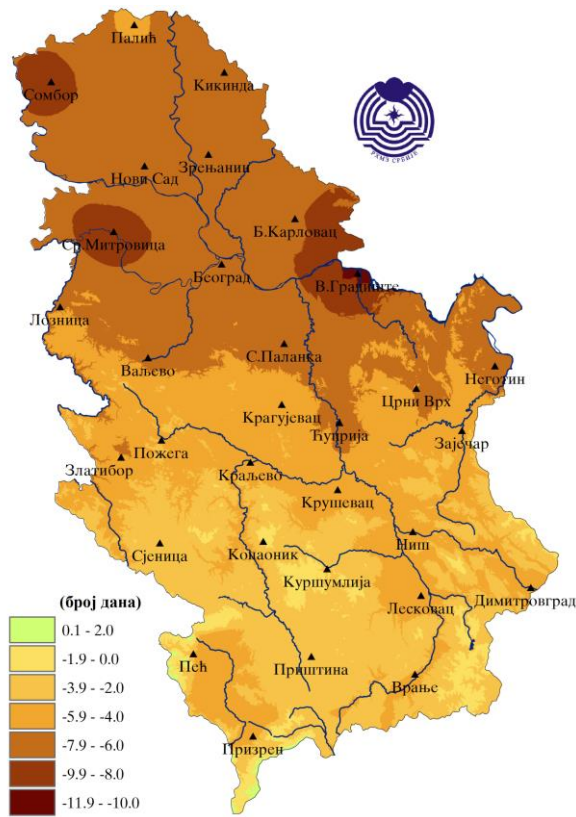 Палић
Кикинда
Сомбор
РХМЗ СРБИЈЕ
Зрењанин
Нови Сад
Б.Карловац
Ср.Митровица
Београд
В.Градиште
Лозница
С.Паланка
Ваљево
Неготин
Црни Врх
Крагујевац
Ћуприја
Зајечар
Пожега
Златибор
Краљево
Крушевац
Ниш
Сјеница
Копаоник
Куршумлија
Димитровград
Лесковац
(број дана)
0.1 - 2.0
-1.9 - 0.0
-3.9 - -2.0
-5.9 - -4.0
-7.9 - -6.0
-9.9 - -8.0
-11.9 - -10.0
Пећ
Приштина
Врање
Призрен